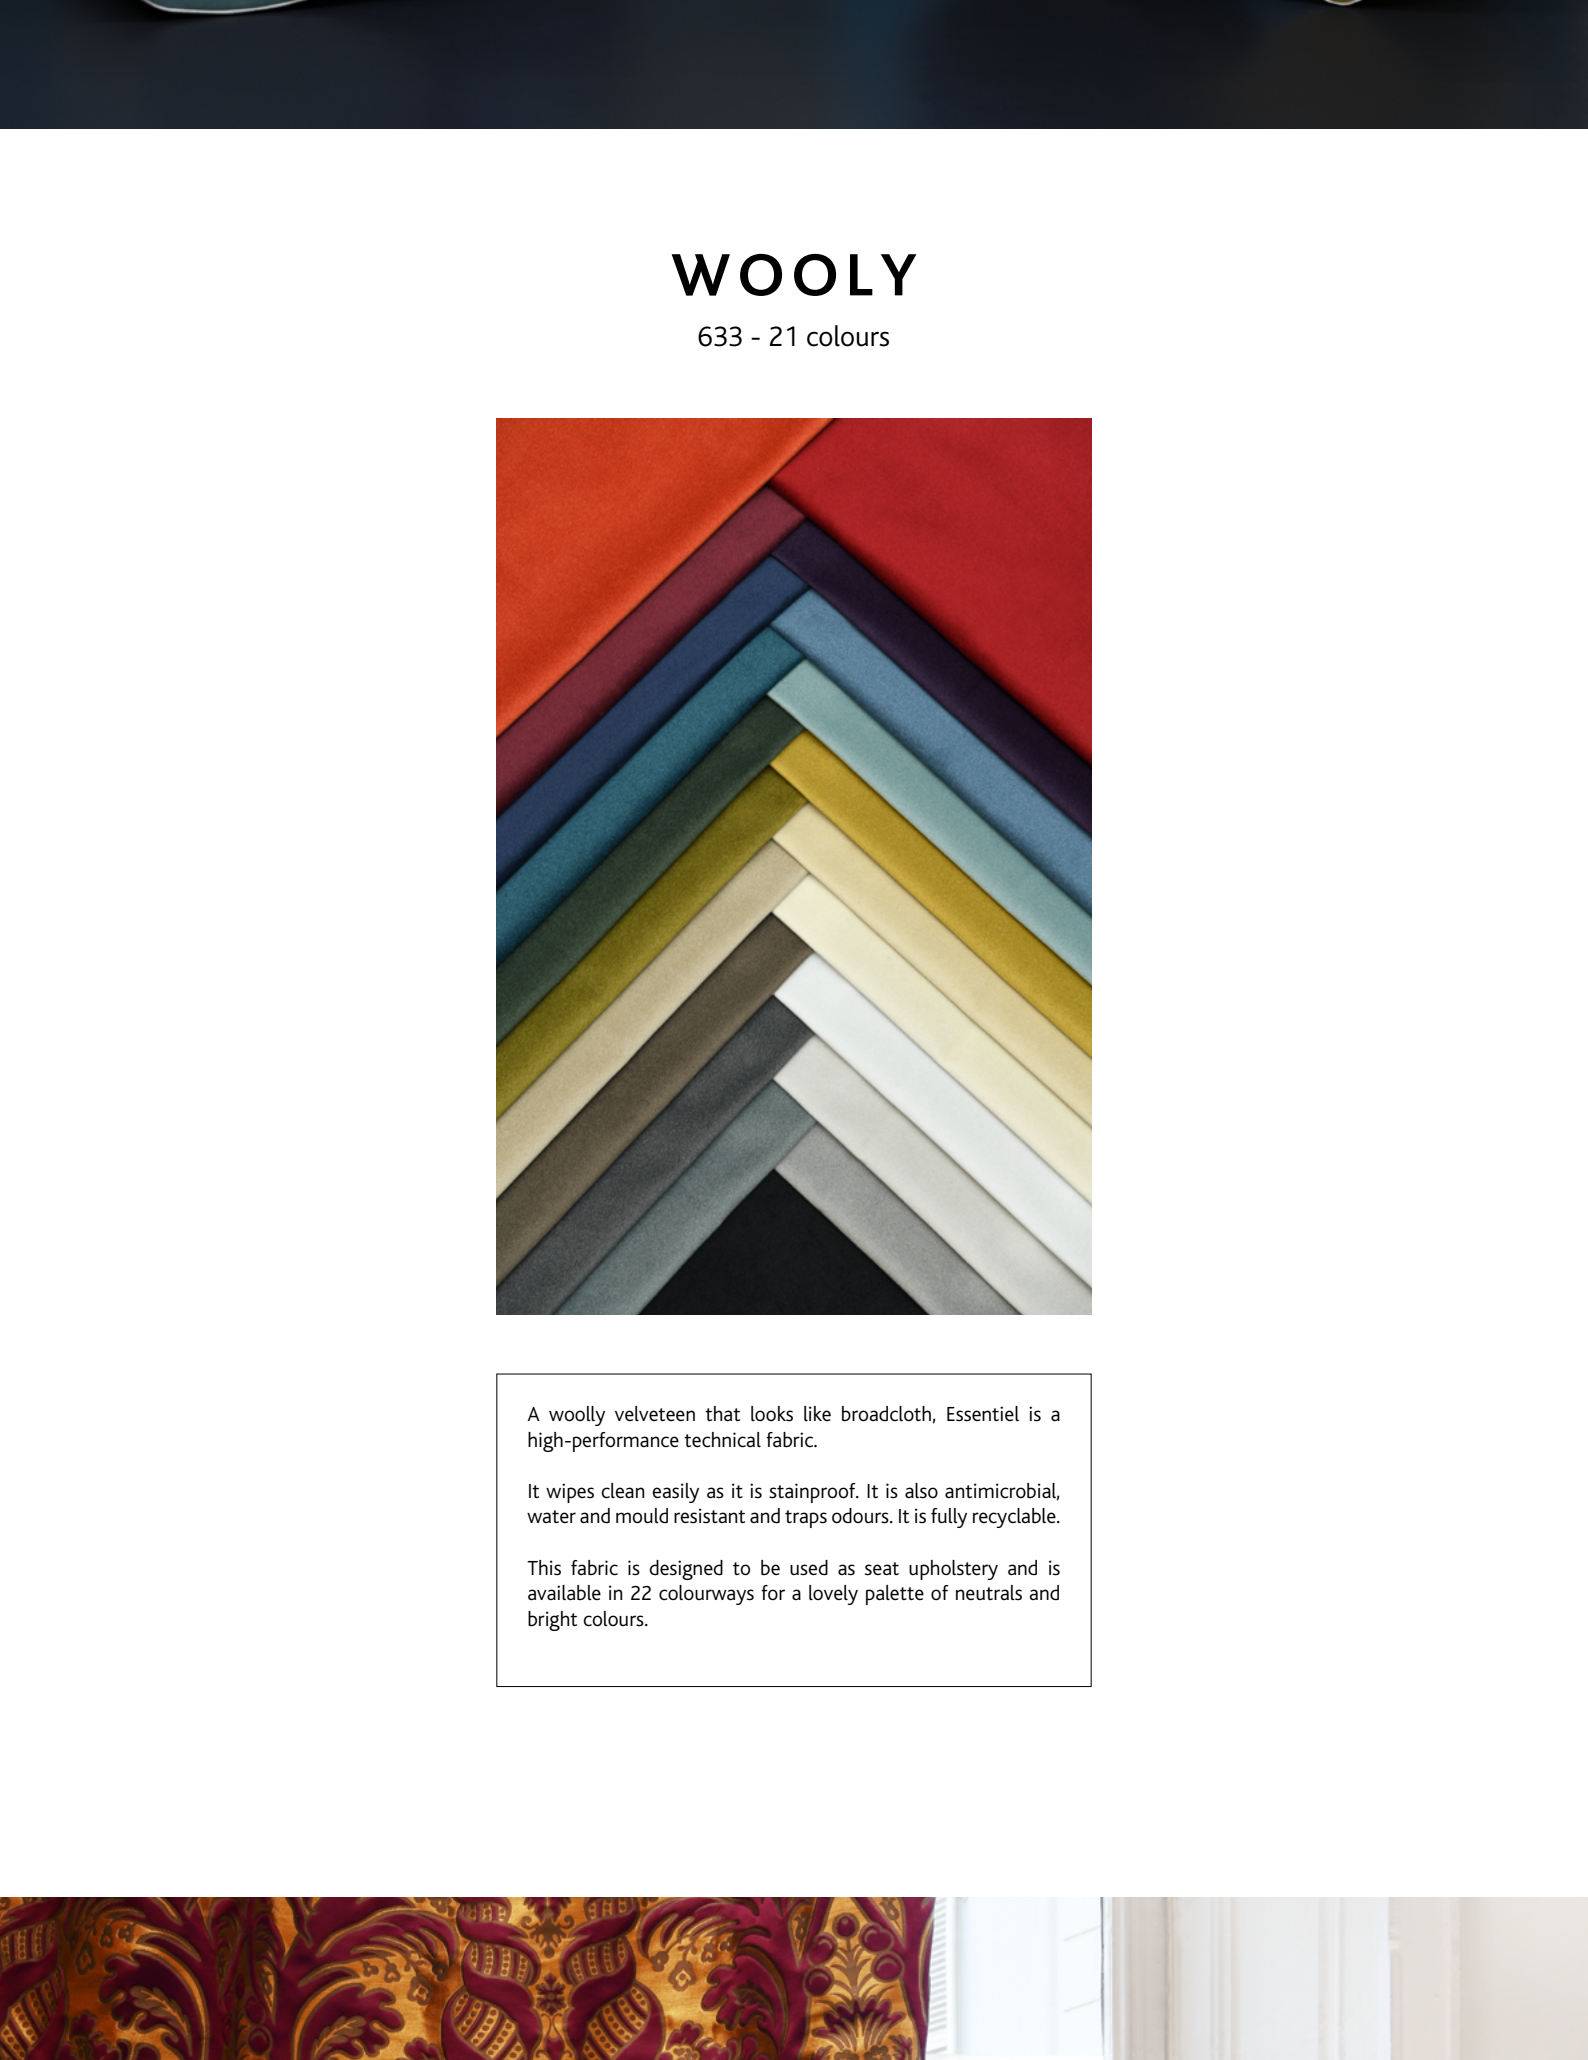 WOOLY
633 - 21 colours
A woolly velveteen that looks like broadcloth, Essentiel is a
high-performance technical fabric.
It wipes clean easily as it is stainproof. It is also antimicrobial,
water and mould resistant and traps odours. It is fully recyclable.
This fabric is designed to be used as seat upholstery and is
available in 22 colourways for a lovely palette of neutrals and
bright colours.